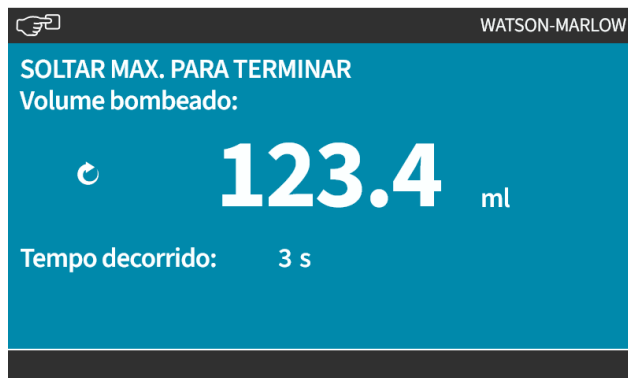 WATSON-MARLOW
SOLTAR MAX. PARA TERMINAR
Volume bombeado:
123.4 ml
Tempo decorrido: 3 s